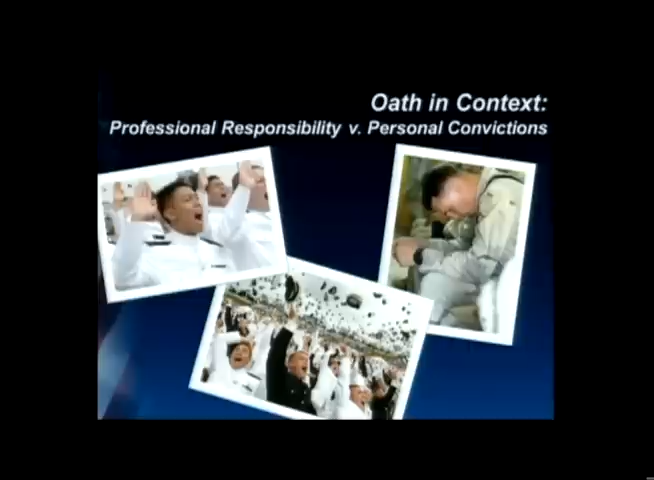 Oath in Context:
Professional Responsibility v. Personal Convictions